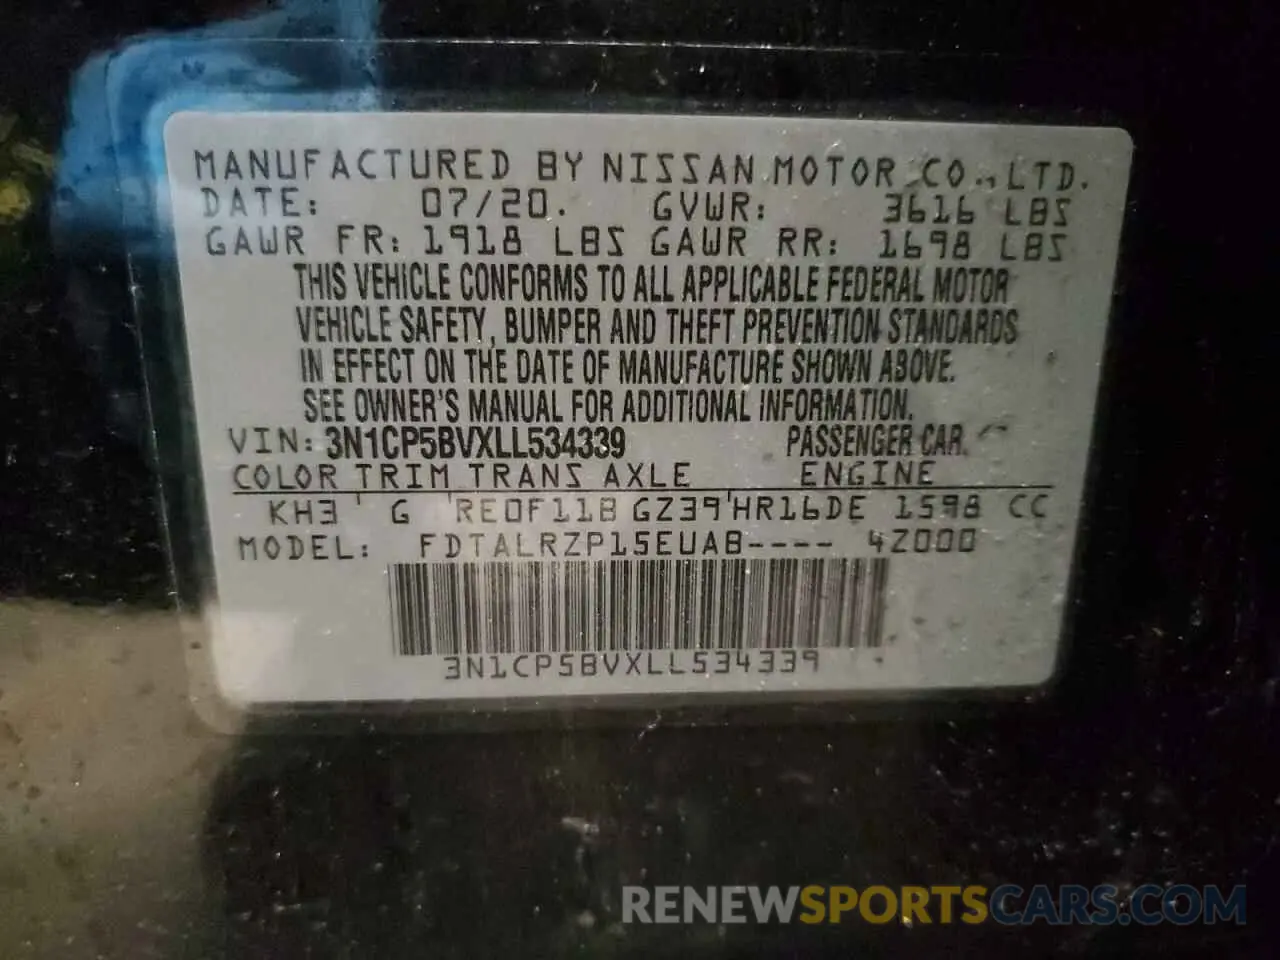 MANUFACTURED BY NISSAN MOTOR CO., LTD.
DATE: 07/20. GVWR: 3616 LBS
GAWR FR: 1918 LBS GAWR RR: 1698 LBS
THIS VEHICLE CONFORMS TO ALL APPLICABLE FEDERAL MOTOR
VEHICLE SAFETY, BUMPER AND THEFT PREVENTION STANDARDS
IN EFFECT ON THE DATE OF MANUFACTURE SHOWN ABOVE.
SEE OWNER'S MANUAL FOR ADDITIONAL INFORMATION.
VIN: 3N1CP5BVXLL534339 PASSENGER CAR.
COLOR TRIM TRANS AXLE ENGINE
KH3 ' G 'RE0F11B GZ39'HR16DE 1598 CC
MODEL: FDTALRZP15EUAB---- 4Z000
3N1CP5BVXLL534339
RENEWSPORTSCARS.COM